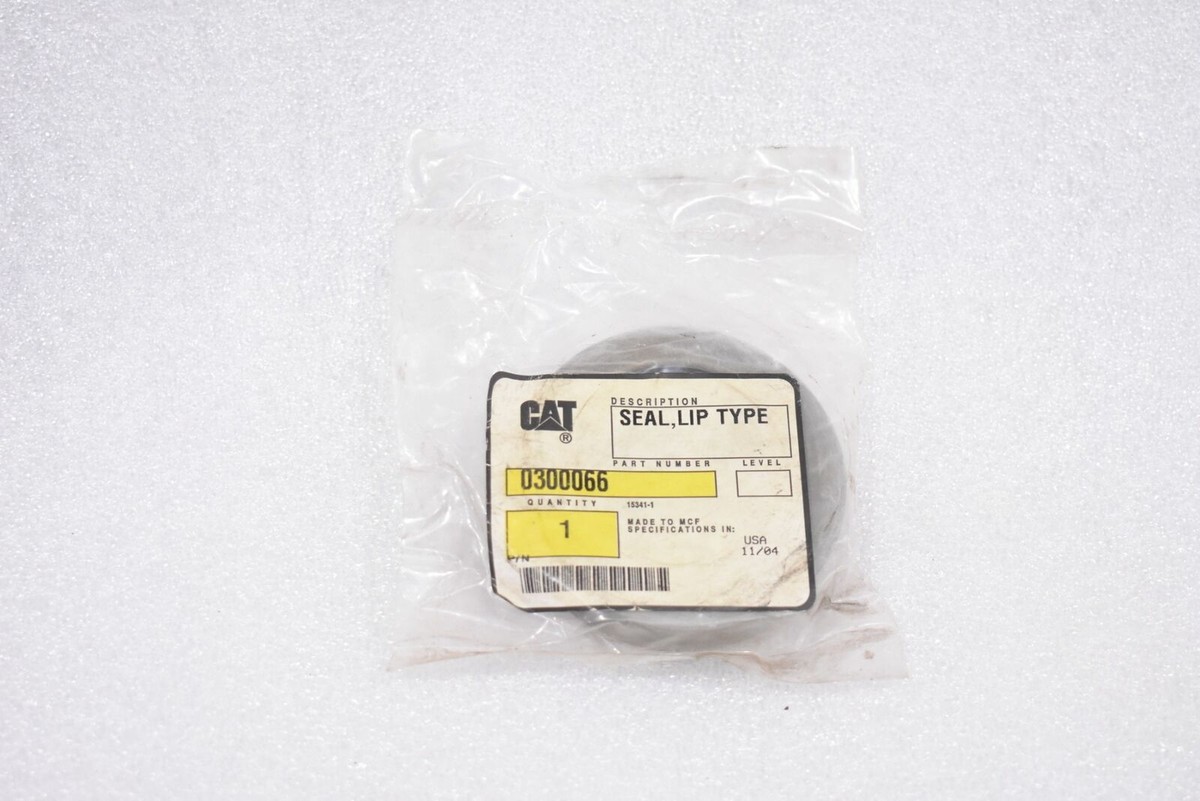 CAT
®
DESCRIPTION
SEAL,LIP TYPE
PART NUMBER LEVEL
0300066
QUANTITY 15341-1
1
MADE TO MCF
SPECIFICATIONS IN:
USA
11/04
P/N